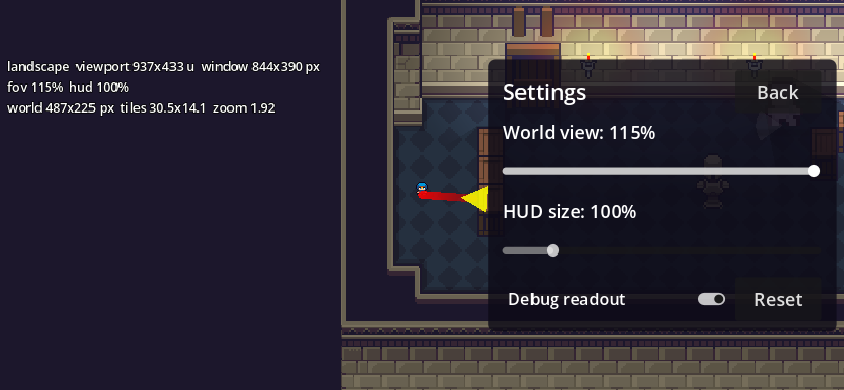 landscape viewport 937x433 u window 844x390 px
fov 115% hud 100%
world 487x225 px tiles 30.5x14.1 zoom 1.92
Settings
Back
World view: 115%
HUD size: 100%
Debug readout
Reset